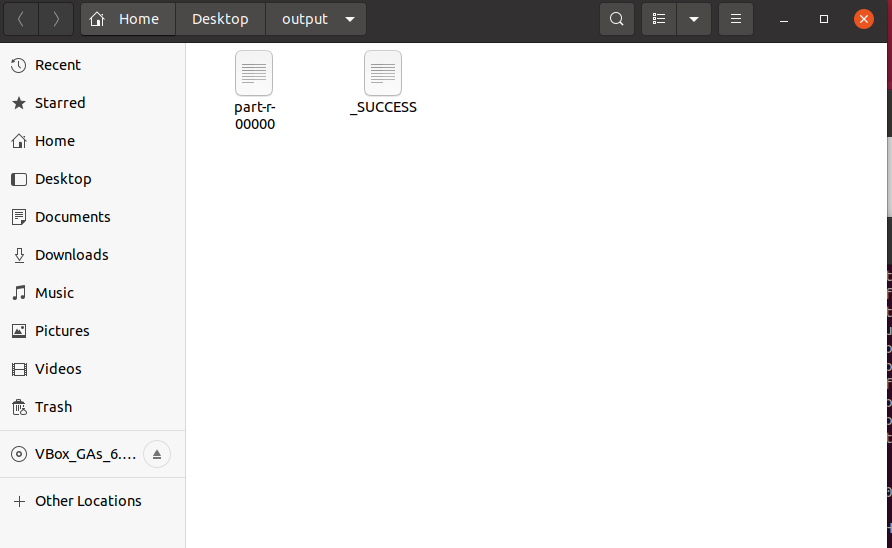 Home
Desktop
output
Recent
Starred
Home
Desktop
Documents
Downloads
Music
Pictures
Videos
Trash
VBox_GAs_6.…
Other Locations
part-r-
00000
_SUCCESS